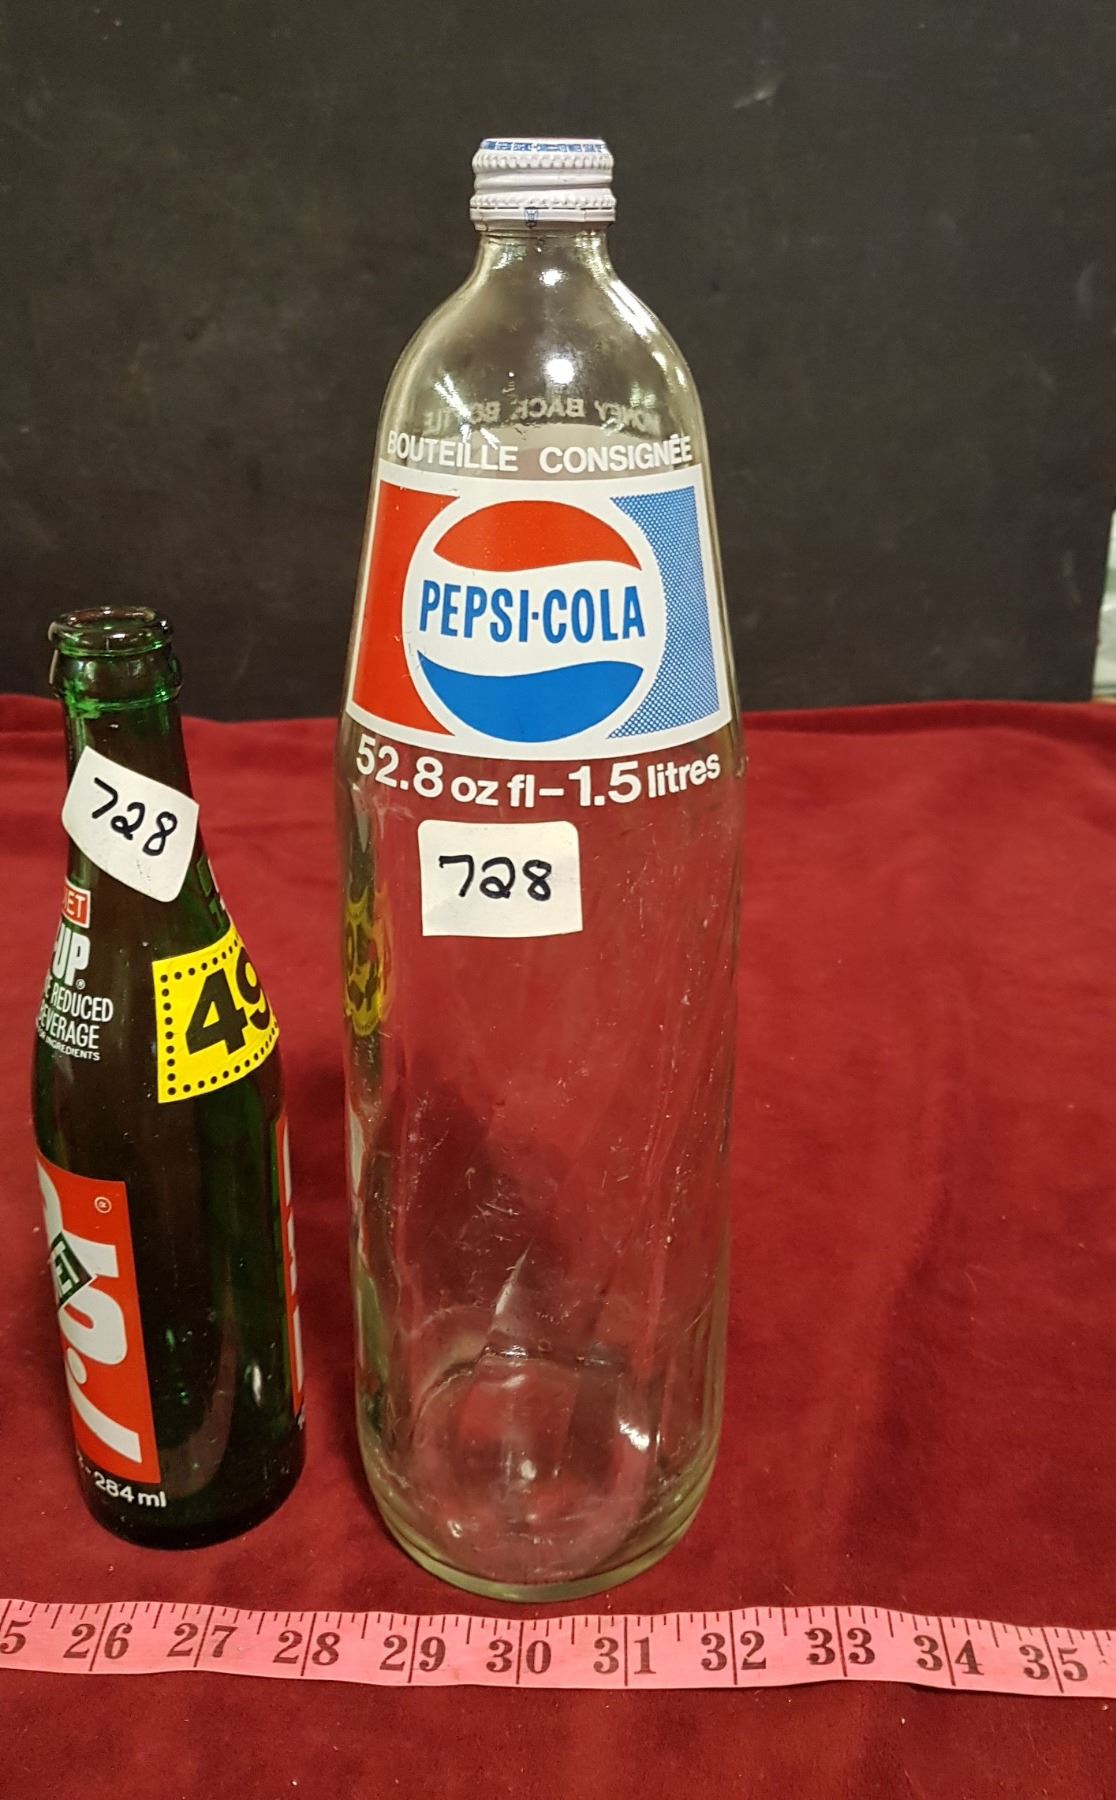 MONEY BACK BOTTLE
BOUTEILLE CONSIGNÉE
PEPSI·COLA
52.8 oz fl–1.5 litres
728
728
UP®
REDUCED
BEVERAGE
INGREDIENTS
49
®
284 ml
26 27 28 29 30 31 32 33 34 35